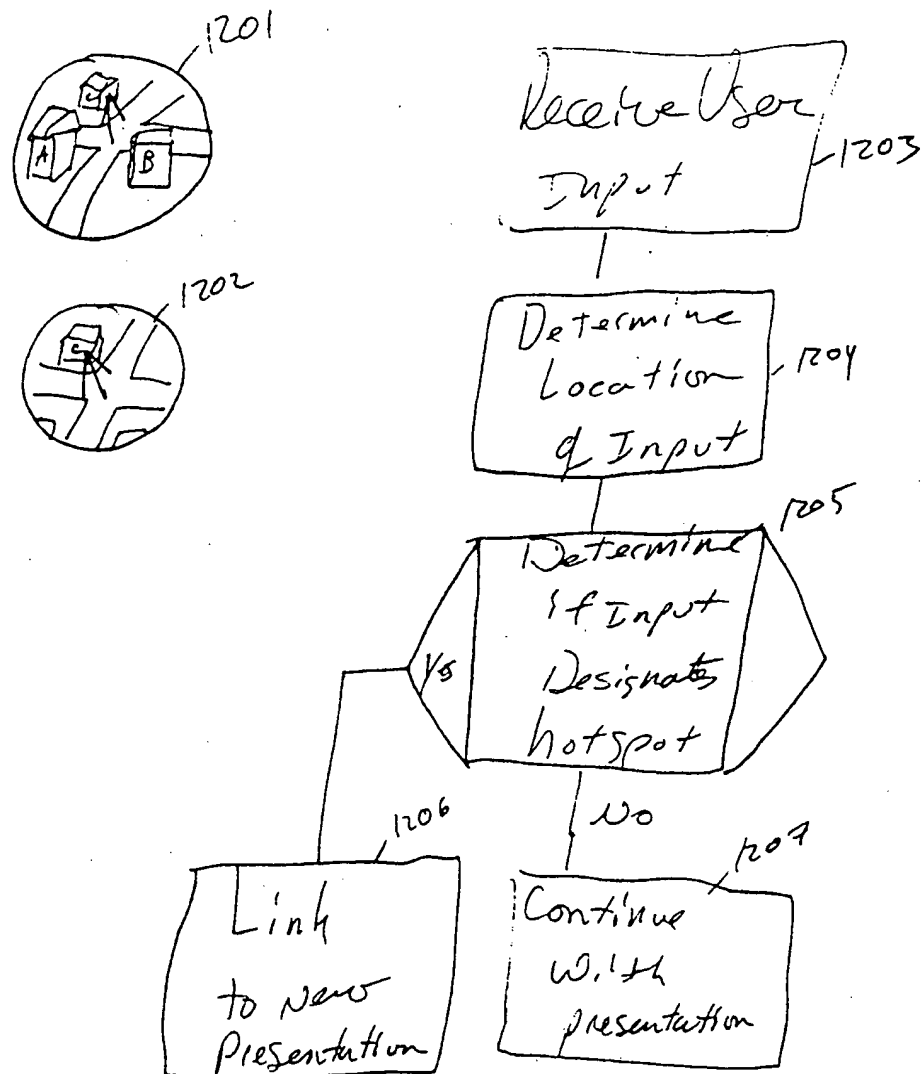 1201
C
A
B
1202
C
Receive User
Input
1203
Determine
Location
of Input
1204
1205
Determine
if Input
Designates
hotspot
Yes
No
1206
Link
to New
Presentation
1207
Continue
With
presentation